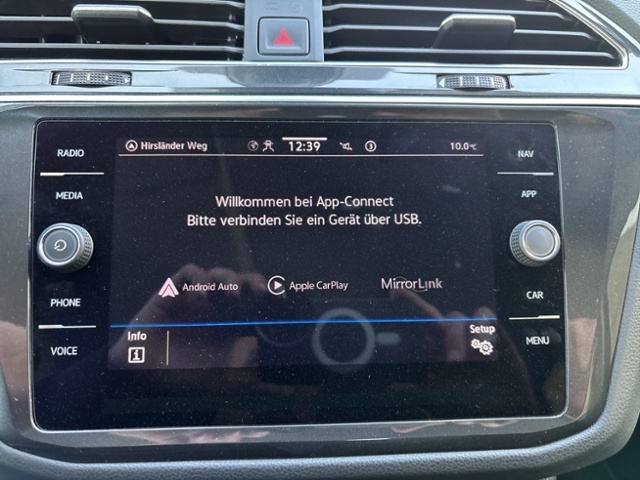 RADIO
MEDIA
PHONE
VOICE
Hirsländer Weg 12:39 3 10.0°C
Willkommen bei App-Connect
Bitte verbinden Sie ein Gerät über USB.
Android Auto Apple CarPlay MirrorLink
Info Setup
NAV
APP
CAR
MENU